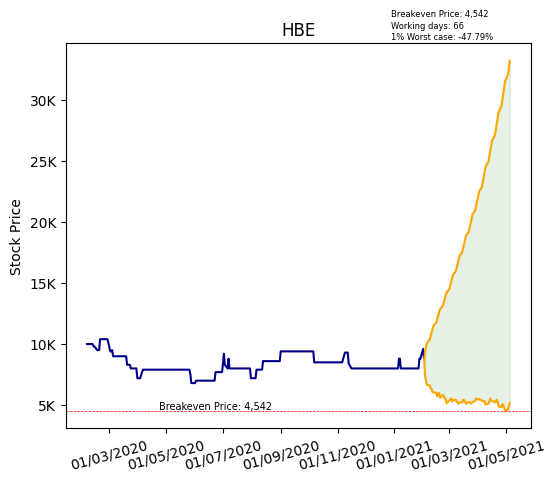 Breakeven Price: 4,542
Working days: 66
1% Worst case: -47.79%
HBE
Stock Price
30K
25K
20K
15K
10K
5K
Breakeven Price: 4,542
01/03/2020
01/05/2020
01/07/2020
01/09/2020
01/11/2020
01/01/2021
01/03/2021
01/05/2021